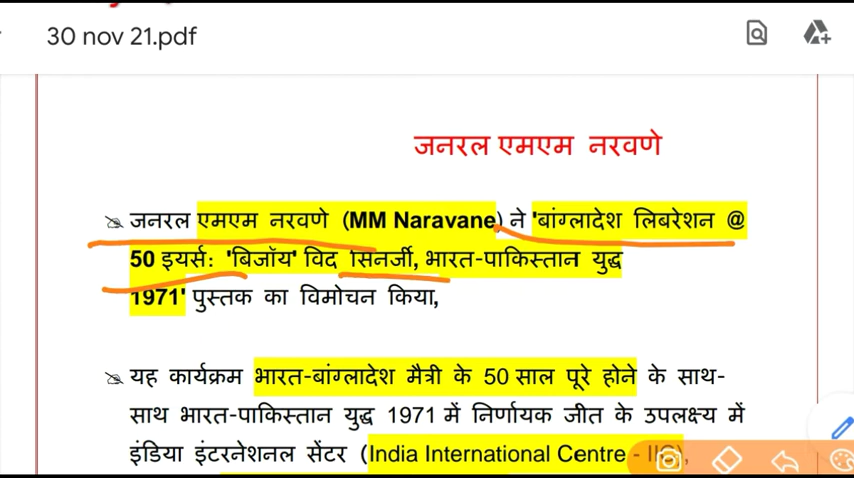 30 nov 21.pdf
जनरल एमएम नरवणे
जनरल एमएम नरवणे (MM Naravane) ने 'बांग्लादेश लिबरेशन @
50 इयर्स: 'बिजॉय' विद सिनर्जी, भारत-पाकिस्तान युद्ध
1971' पुस्तक का विमोचन किया,
यह कार्यक्रम भारत-बांग्लादेश मैत्री के 50 साल पूरे होने के साथ-
साथ भारत-पाकिस्तान युद्ध 1971 में निर्णायक जीत के उपलक्ष्य में
इंडिया इंटरनेशनल सेंटर (India International Centre - IIC),